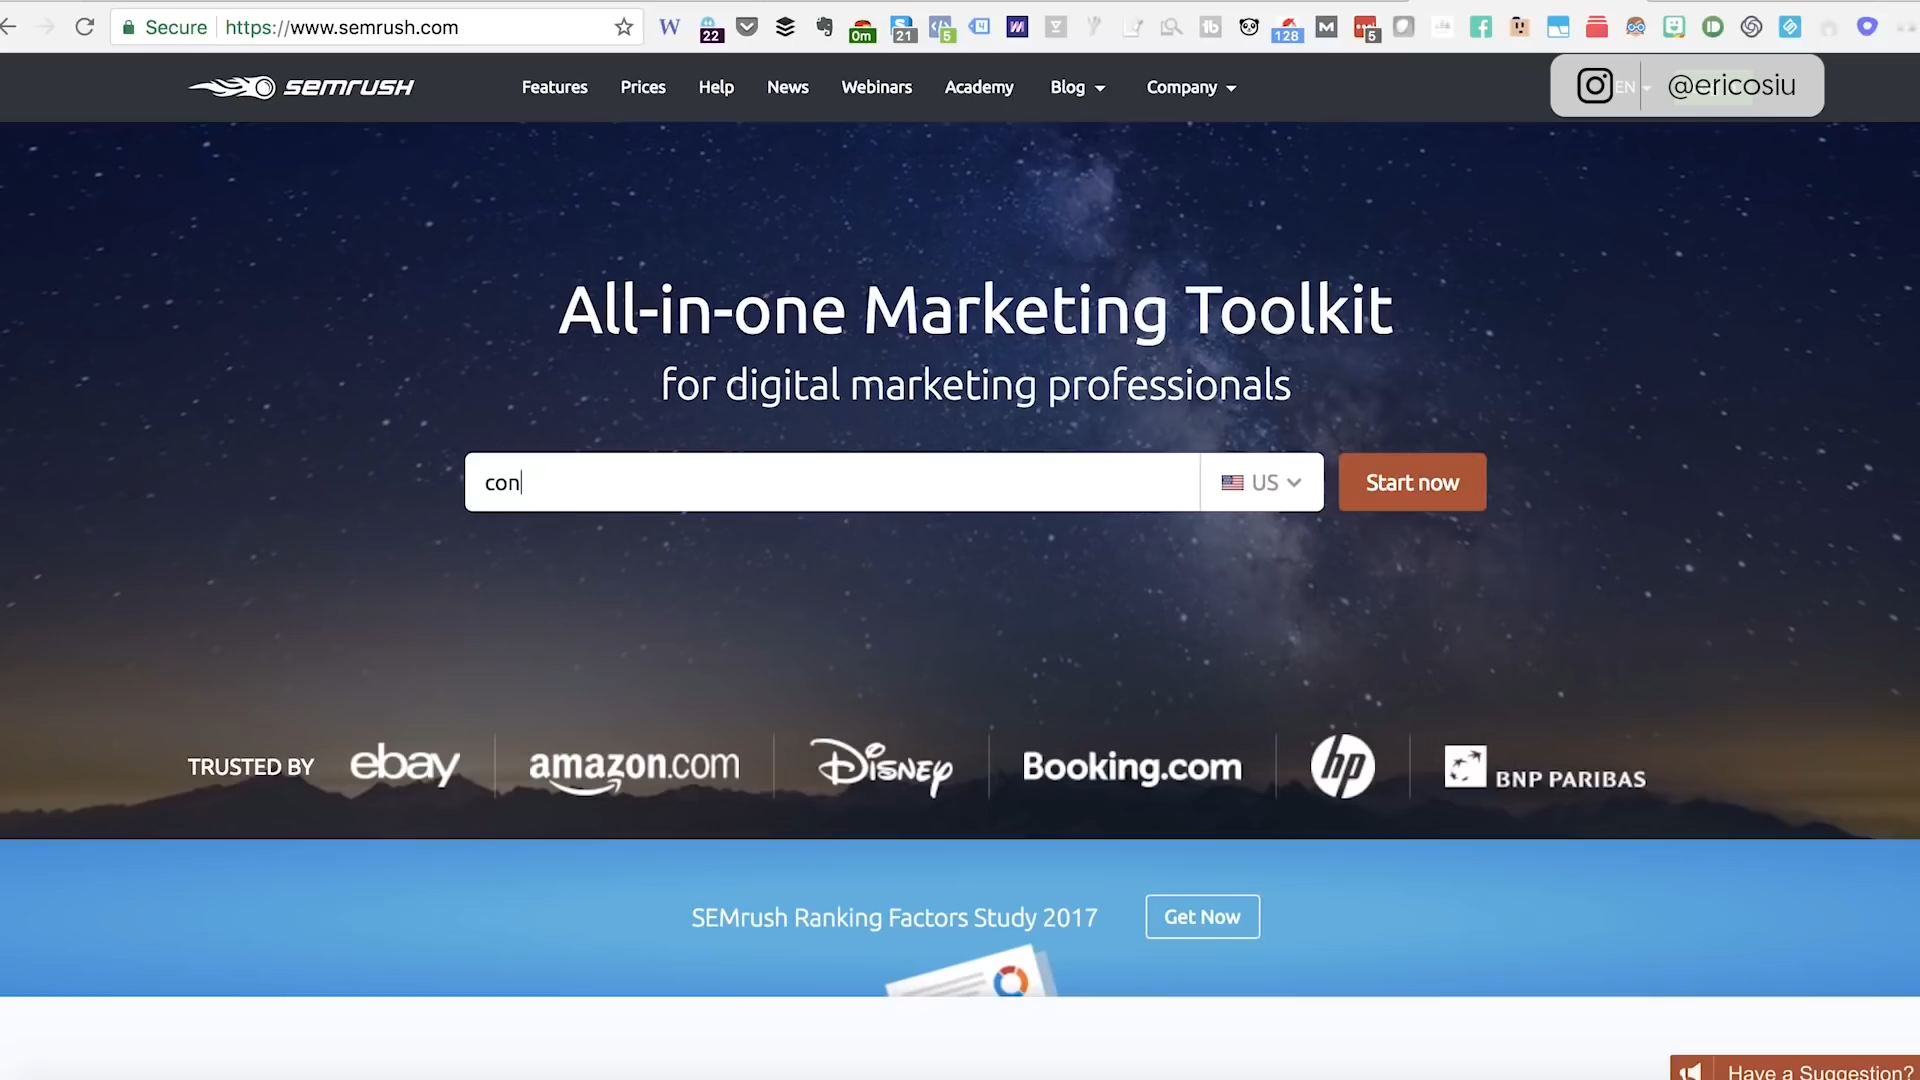 Secure https://www.semrush.com
22 0m 21 5 128 5
SEMRUSH Features Prices Help News Webinars Academy Blog Company EN @ericosiu
All-in-one Marketing Toolkit
for digital marketing professionals
con US Start now
TRUSTED BY ebay amazon.com Disney Booking.com hp BNP PARIBAS
SEMrush Ranking Factors Study 2017 Get Now
Have a Suggestion?